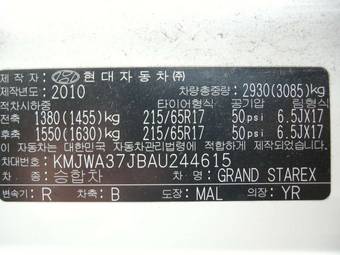 제작자: 현대자동차㈜
제작년도: 2010 차량총중량: 2930(3085)kg
적차시하중 타이어형식 공기압 림형식
전축 1380(1455)kg 215/65R17 50psi 6.5JX17
후축 1550(1630)kg 215/65R17 50psi 6.5JX17
이 자동차는 대한민국 자동차관리법령에 적합하게 제작되었습니다.
차대번호: KMJWA37JBAU244615
차 종: 승합차 차 명: GRAND STAREX
변속기: R 차축: B 도장: MAL 의장: YR